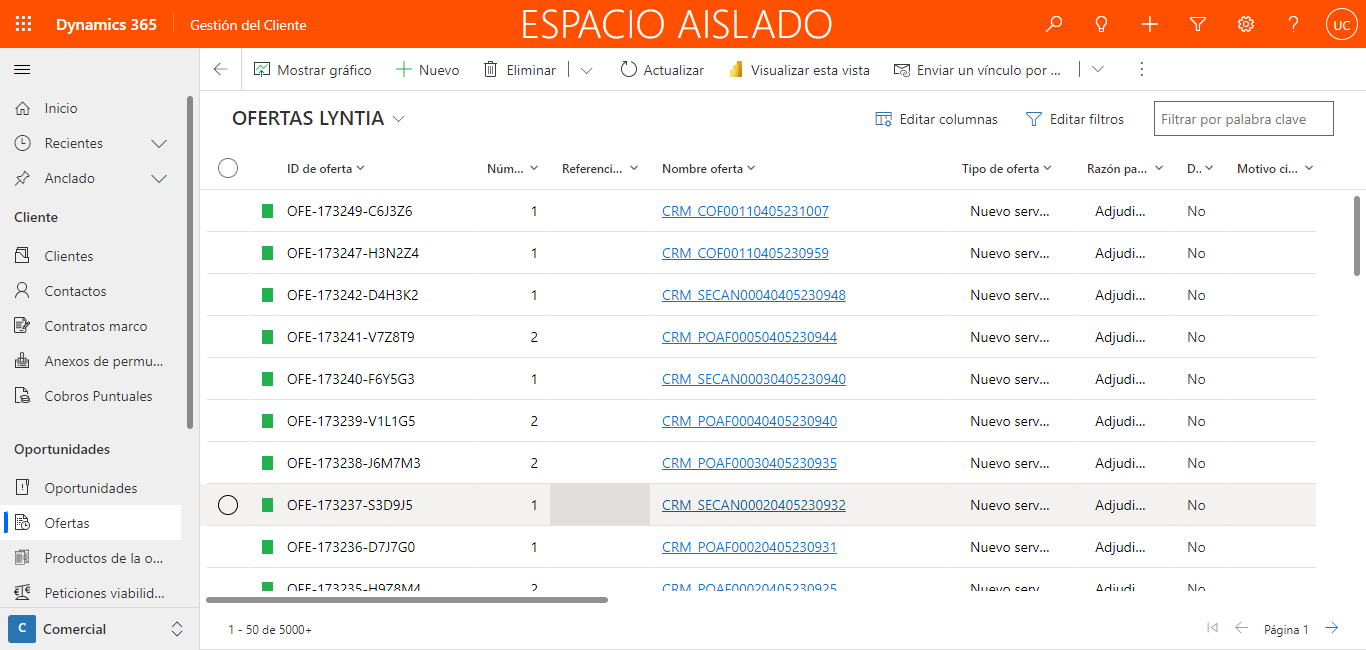 Dynamics 365 Gestión del Cliente ESPACIO AISLADO UC
Mostrar gráfico Nuevo Eliminar Actualizar Visualizar esta vista Enviar un vínculo por ...
Inicio
Recientes
Anclado
Cliente
Clientes
Contactos
Contratos marco
Anexos de permu...
Cobros Puntuales
Oportunidades
Oportunidades
Ofertas
Productos de la o...
Peticiones viabilid...
C Comercial
OFERTAS LYNTIA Editar columnas Editar filtros Filtrar por palabra clave
ID de oferta Núm... Referenci... Nombre oferta Tipo de oferta Razón pa... D.. Motivo ci...
OFE-173249-C6J3Z6 1 CRM_COF00110405231007 Nuevo serv... Adjudi... No
OFE-173247-H3N2Z4 1 CRM_COF00110405230959 Nuevo serv... Adjudi... No
OFE-173242-D4H3K2 1 CRM_SECAN00040405230948 Nuevo serv... Adjudi... No
OFE-173241-V7Z8T9 2 CRM_POAF00050405230944 Nuevo serv... Adjudi... No
OFE-173240-F6Y5G3 1 CRM_SECAN00030405230940 Nuevo serv... Adjudi... No
OFE-173239-V1L1G5 2 CRM_POAF00040405230940 Nuevo serv... Adjudi... No
OFE-173238-J6M7M3 2 CRM_POAF00030405230935 Nuevo serv... Adjudi... No
OFE-173237-S3D9J5 1 CRM_SECAN00020405230932 Nuevo serv... Adjudi... No
OFE-173236-D7J7G0 1 CRM_POAF00020405230931 Nuevo serv... Adjudi... No
OFE-173235-H9Z8M4 2 CRM_POAF00020405230925 Nuevo serv... Adjudi... No
1 - 50 de 5000+ Página 1